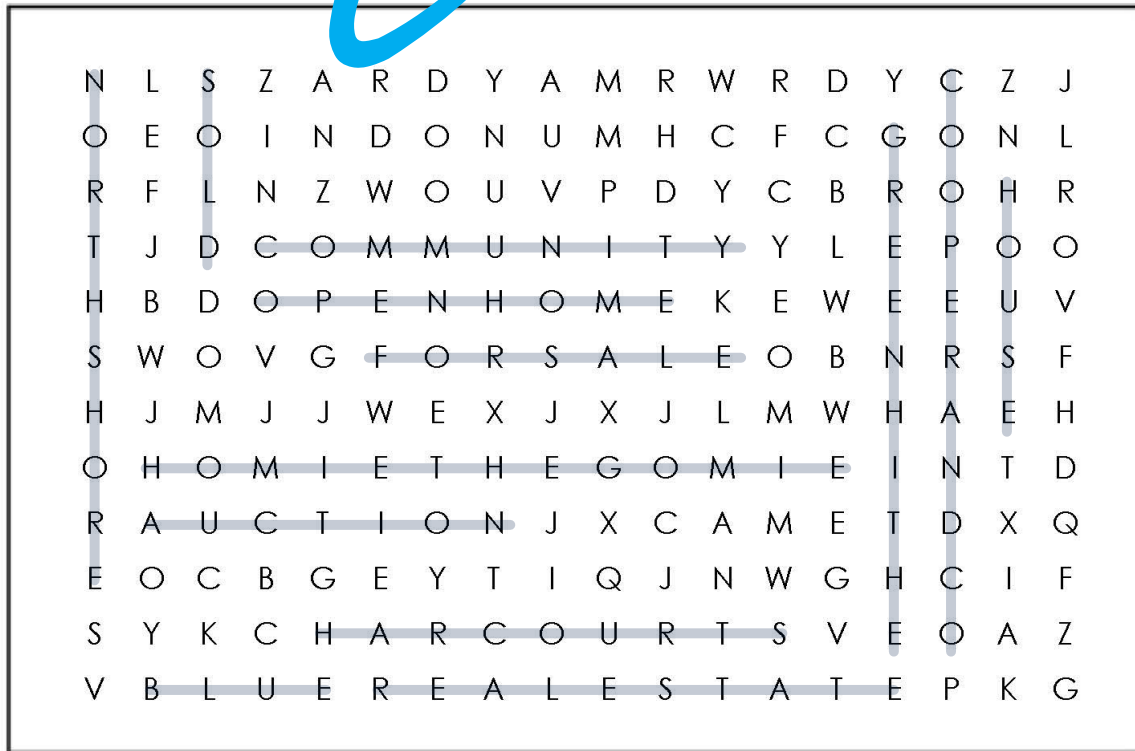 N L S Z A R D Y A M R W R D Y C Z J
O E O I N D O N U M H C F C G O N L
R F L N Z W O U V P D Y C B R O H R
T J D C O M M U N I T Y Y L E P O O
H B D O P E N H O M E K E W E E U V
S W O V G F O R S A L E O B N R S F
H J M J J W E X J X J L M W H A E H
O H O M I E T H E G O M I E I N T D
R A U C T I O N J X C A M E T D X Q
E O C B G E Y T I Q J N W G H C I F
S Y K C H A R C O U R T S V E O A Z
V B L U E R E A L E S T A T E P K G